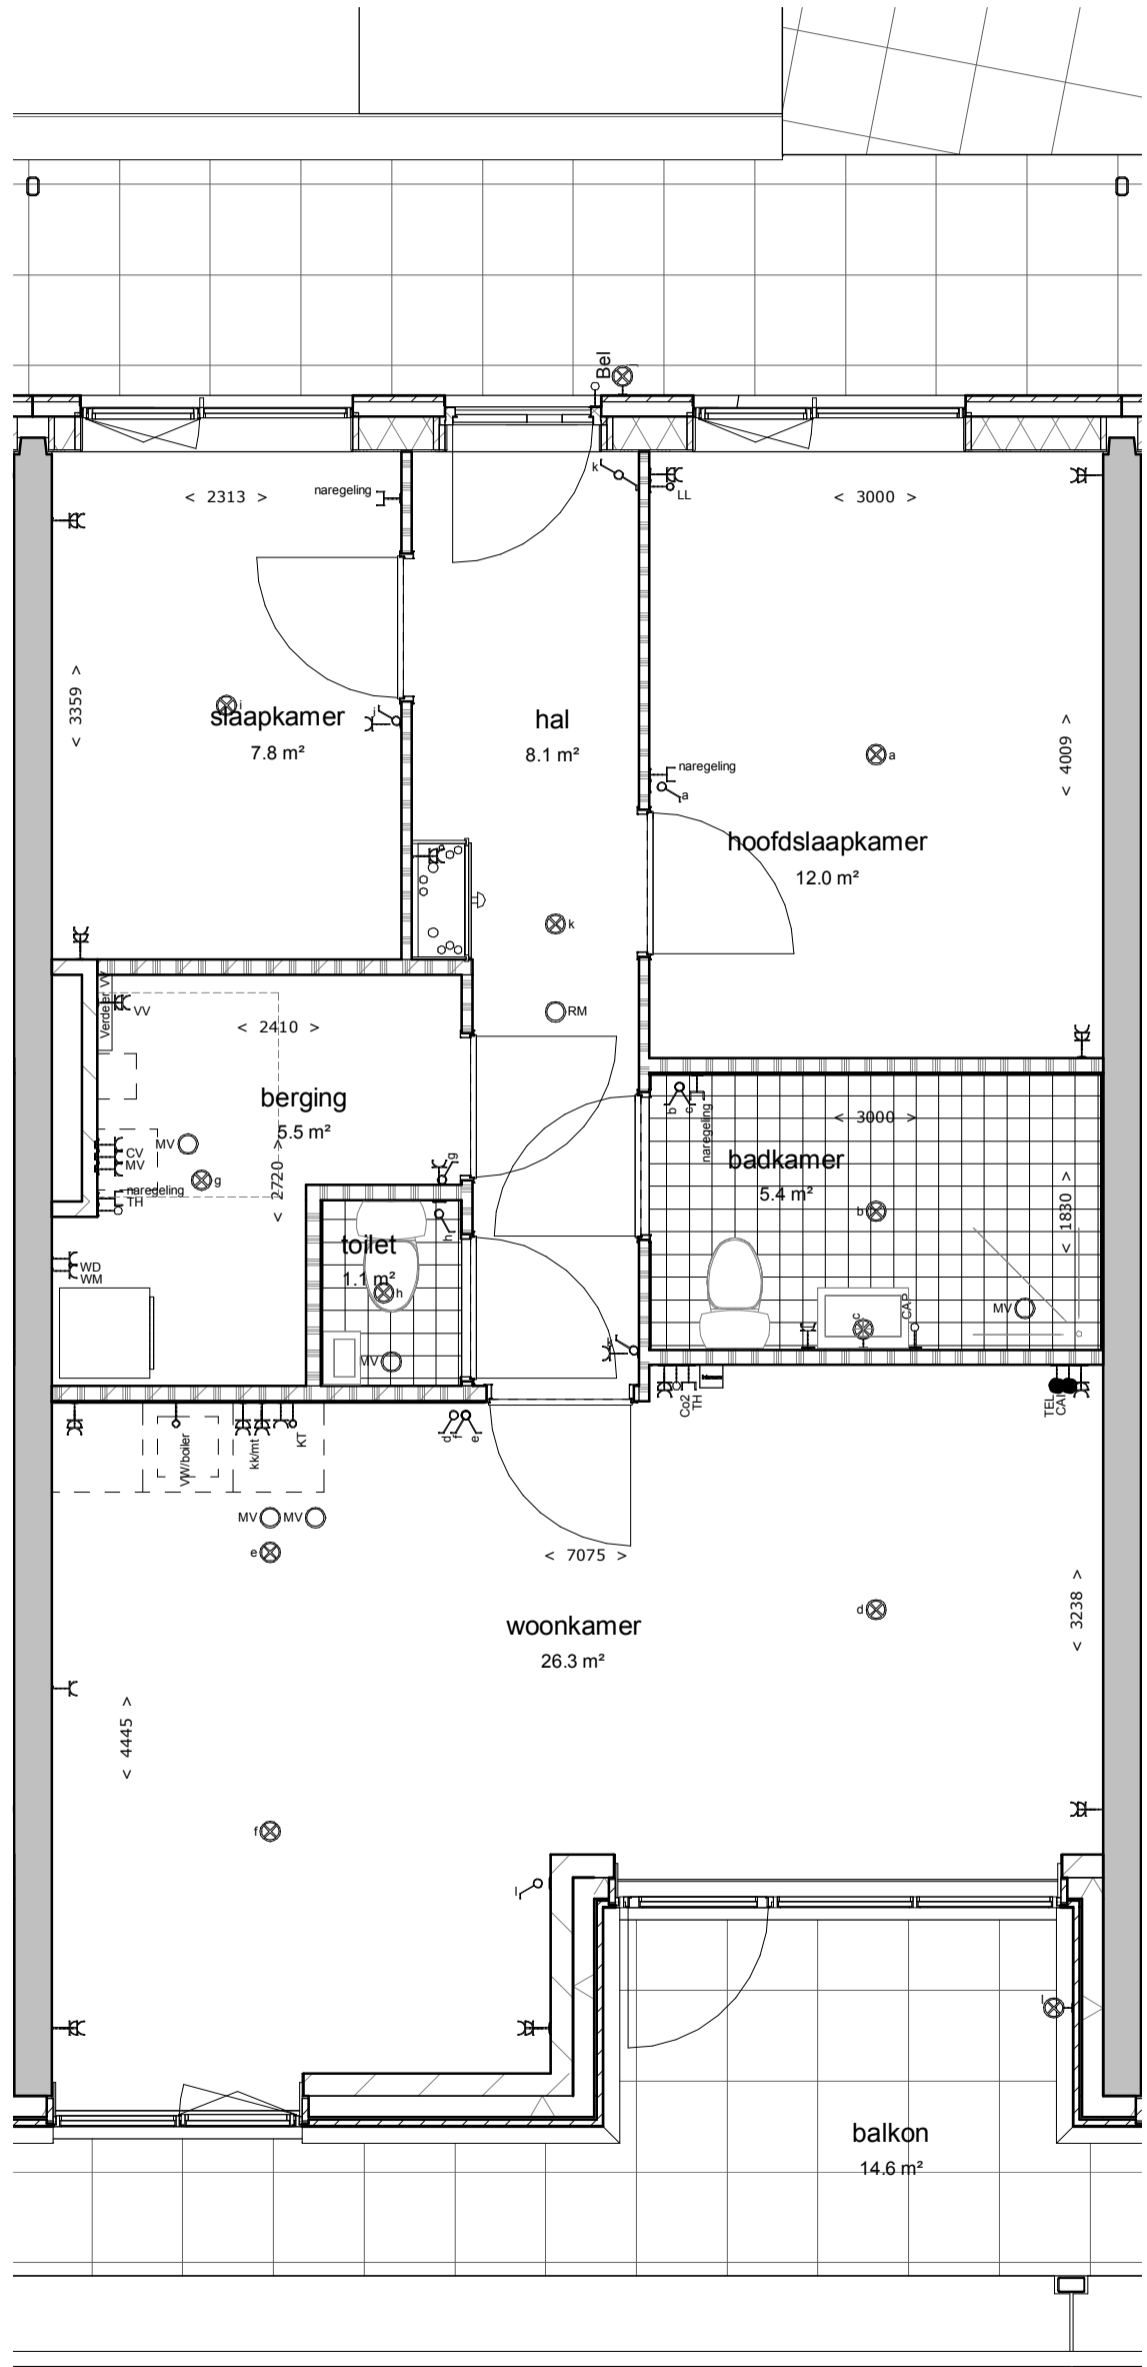 Bel
j
k
< 2313 >
naregeling
LL
< 3000 >
< 3359 >
i
slaapkamer
7.8 m²
i
hal
8.1 m²
a
naregeling
a
< 4009 >
hoofdslaapkamer
12.0 m²
k
RM
Verdeler VV
VV
< 2410 >
berging
5.5 m²
MV
CV
MV
g
naregeling
TH
< 2720 >
g
h
b
c
naregeling
< 3000 >
badkamer
5.4 m²
b
< 1830 >
toilet
1.1 m²
h
MV
WD
WM
c
CAP
MV
k
Co2
TH
TEL
CAI
VW/boiler
kk/mt
KT
d
f
e
MV
MV
e
< 7075 >
d
woonkamer
26.3 m²
< 3238 >
< 4445 >
f
l
l
balkon
14.6 m²